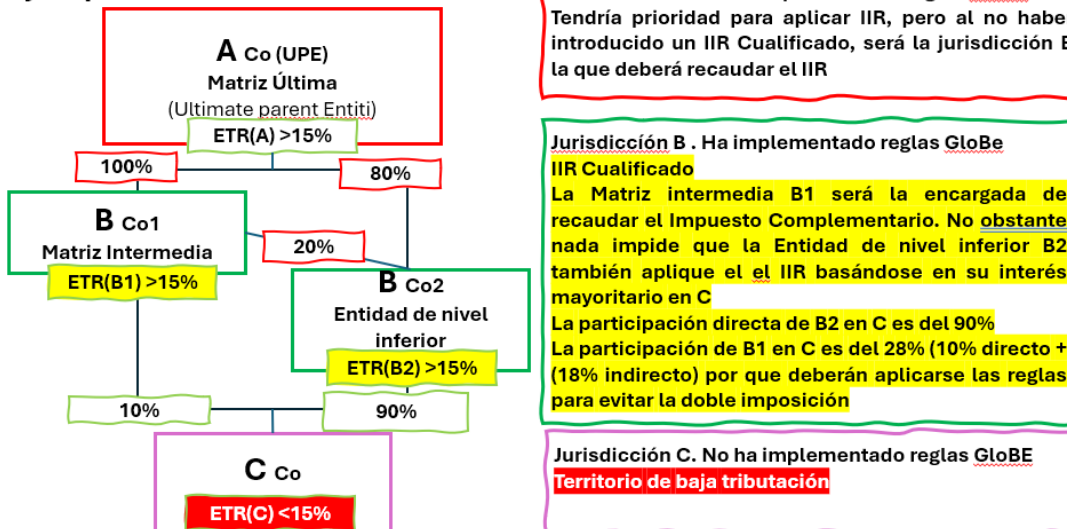 A Co (UPE)
Matriz Última
(Ultimate parent Entiti)
ETR(A) >15%
100%
80%
B Co1
Matriz Intermedia
ETR(B1) >15%
20%
B Co2
Entidad de nivel
inferior
ETR(B2) >15%
10%
90%
C Co
ETR(C) <15%
Tendría prioridad para aplicar IIR, pero al no habe
introducido un IIR Cualificado, será la jurisdicción
la que deberá recaudar el IIR
Jurisdiccíón B . Ha implementado reglas GloBe
IIR Cualificado
La Matriz intermedia B1 será la encargada de
recaudar el Impuesto Complementario. No obstante
nada impide que la Entidad de nivel inferior B2
también aplique el el IIR basándose en su interés
mayoritario en C
La participación directa de B2 en C es del 90%
La participación de B1 en C es del 28% (10% directo +
(18% indirecto) por que deberán aplicarse las reglas
para evitar la doble imposición
Jurisdicción C. No ha implementado reglas GloBE
Territorio de baja tributación